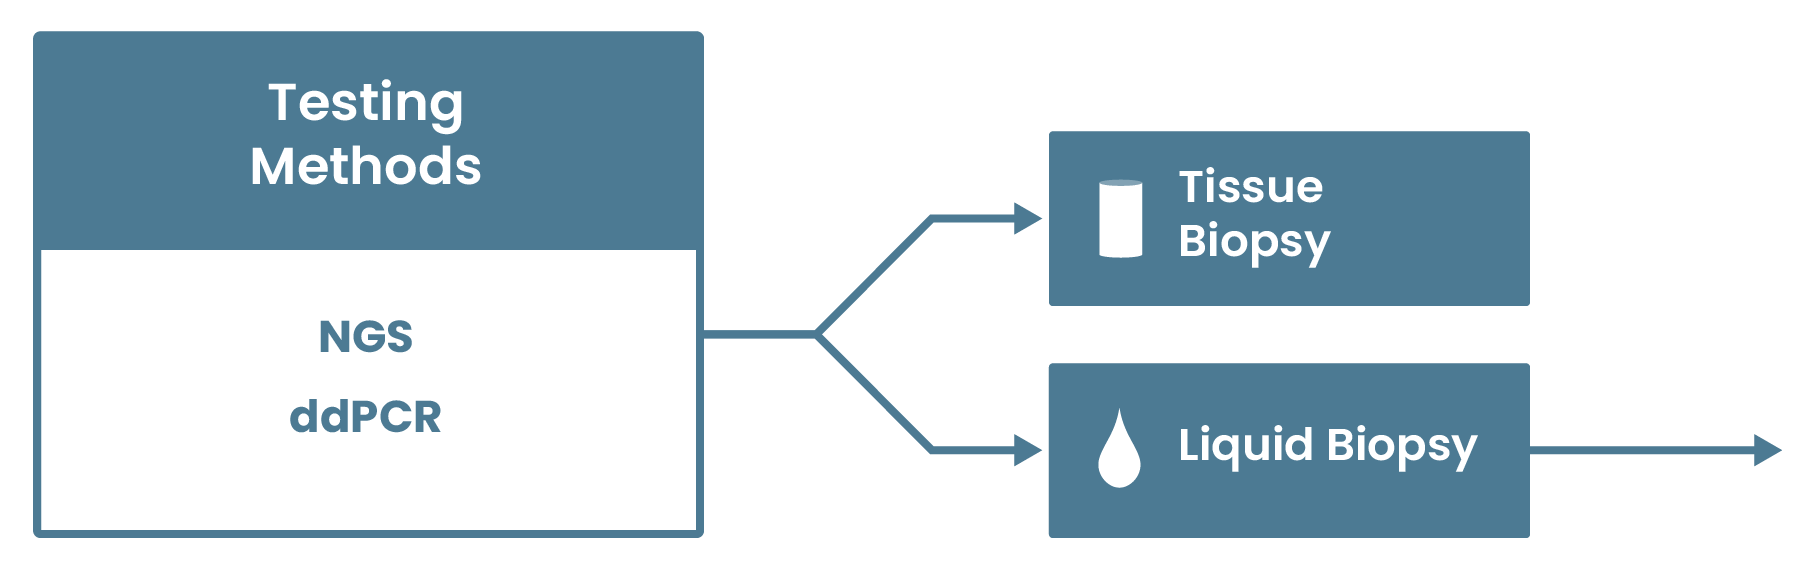 Testing
Methods
NGS
ddPCR
Tissue
Biopsy
Liquid Biopsy